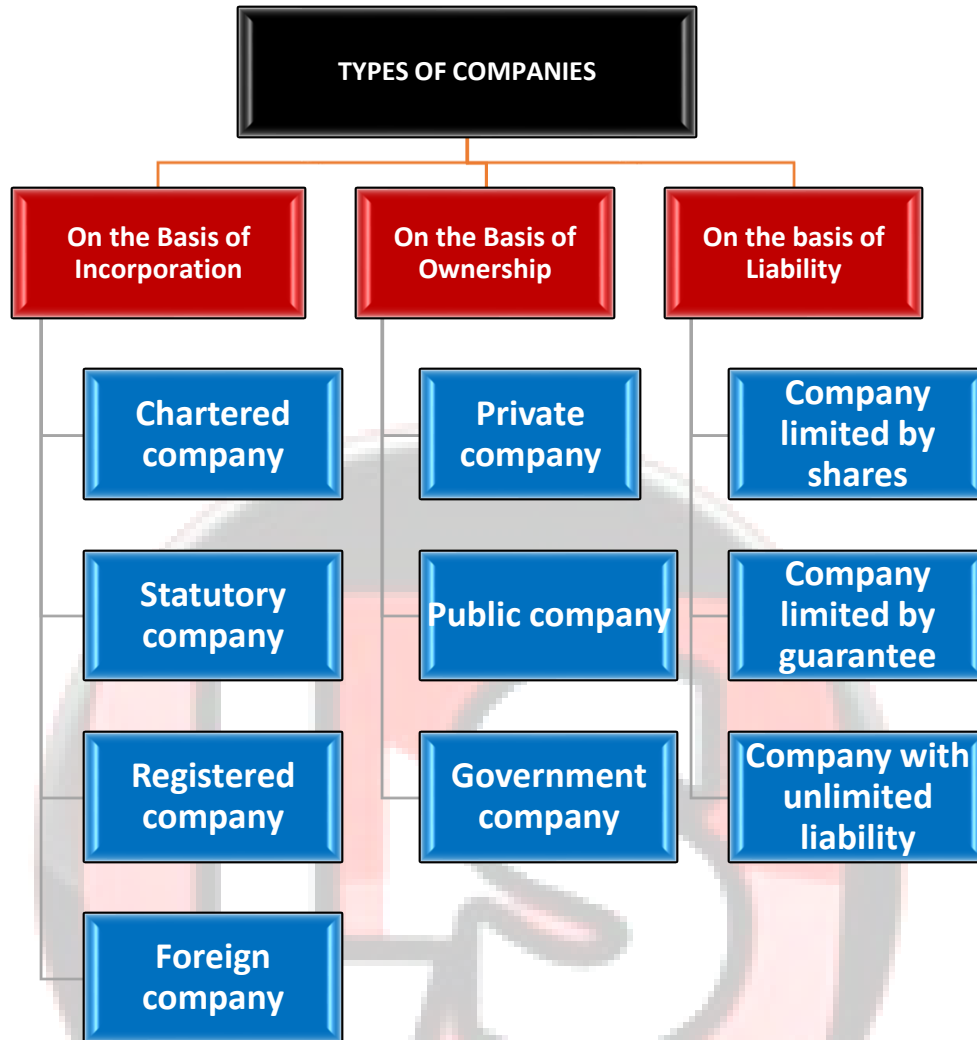 TYPES OF COMPANIES
On the Basis of
Incorporation
On the Basis of
Ownership
On the basis of
Liability
Chartered
company
Statutory
company
Registered
company
Foreign
company
Private
company
Public company
Government
company
Company
limited by
shares
Company
limited by
guarantee
Company with
unlimited
liability